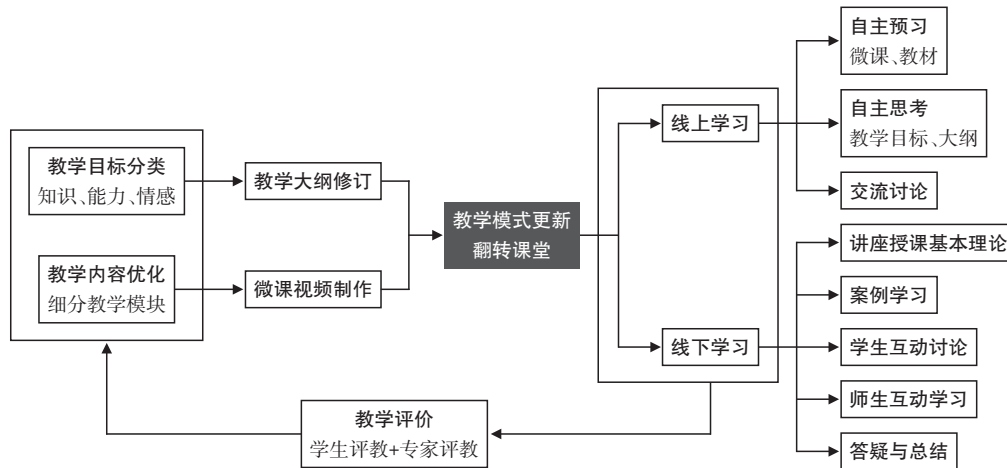 教学目标分类
知识、能力、情感
教学内容优化
细分教学模块
教学大纲修订
微课视频制作
教学模式更新
翻转课堂
线上学习
线下学习
自主预习
微课、教材
自主思考
教学目标、大纲
交流讨论
讲座授课基本理论
案例学习
学生互动讨论
师生互动学习
答疑与总结
教学评价
学生评教+专家评教